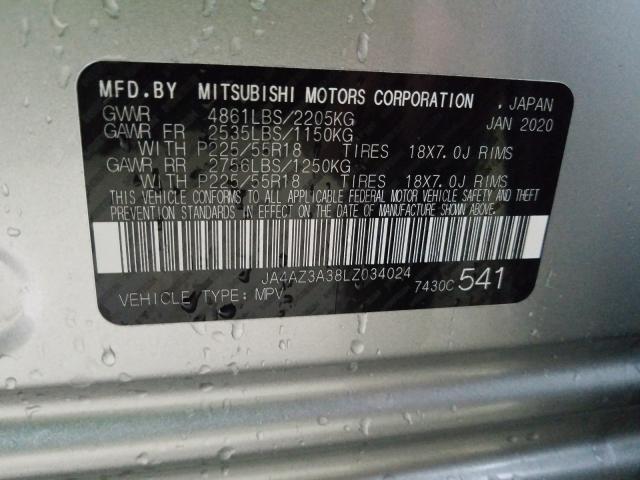 MFD.BY MITSUBISHI MOTORS CORPORATION . JAPAN
GVWR 4861LBS/2205KG JAN 2020
GAWR FR 2535LBS/1150KG
WITH P225/55R18 TIRES 18X7.0J RIMS
GAWR RR 2756LBS/1250KG
WITH P225/55R18 TIRES 18X7.0J RIMS
THIS VEHICLE CONFORMS TO ALL APPLICABLE FEDERAL MOTOR VEHICLE SAFETY AND THEFT
PREVENTION STANDARDS IN EFFECT ON THE DATE OF MANUFACTURE SHOWN ABOVE.
JA4AZ3A38LZ034024
VEHICLE TYPE: MPV 7430C 541